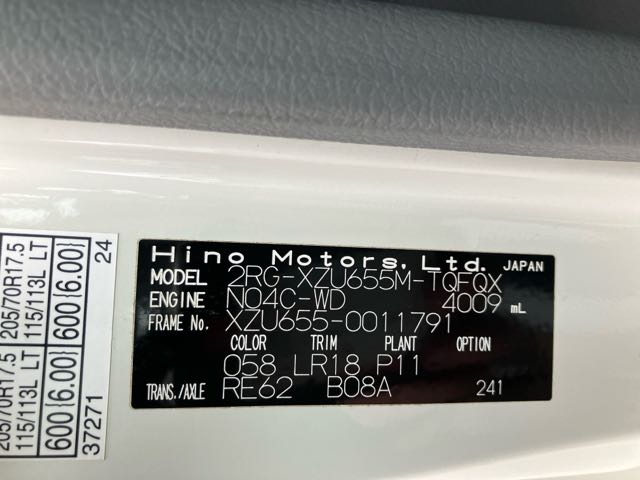 Hino Motors, Ltd. JAPAN
MODEL 2RG-XZU655M-TQFQX
ENGINE N04C-WD 4009 mL
FRAME NO. XZU655-0011791
COLOR TRIM PLANT OPTION
058 LR18 P11
TRANS./AXLE RE62 B08A 241
205/70R17.5 205/70R17.5
115/113L LT 115/113L LT
600(6.00) 600(6.00)
37271 24